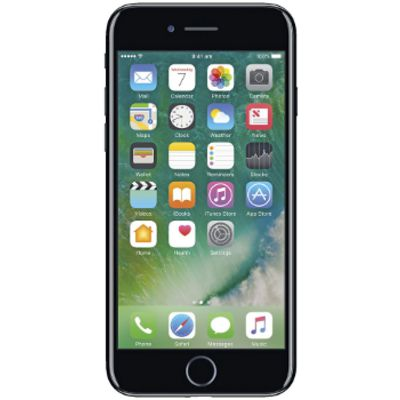 9:41 AM 100%
Wednesday
7
Mail Calendar Photos Camera
Maps Clock Weather News
Wallet Notes Reminders Stocks
Videos iBooks iTunes Store App Store
Home Health Settings
Phone Safari Messages Music